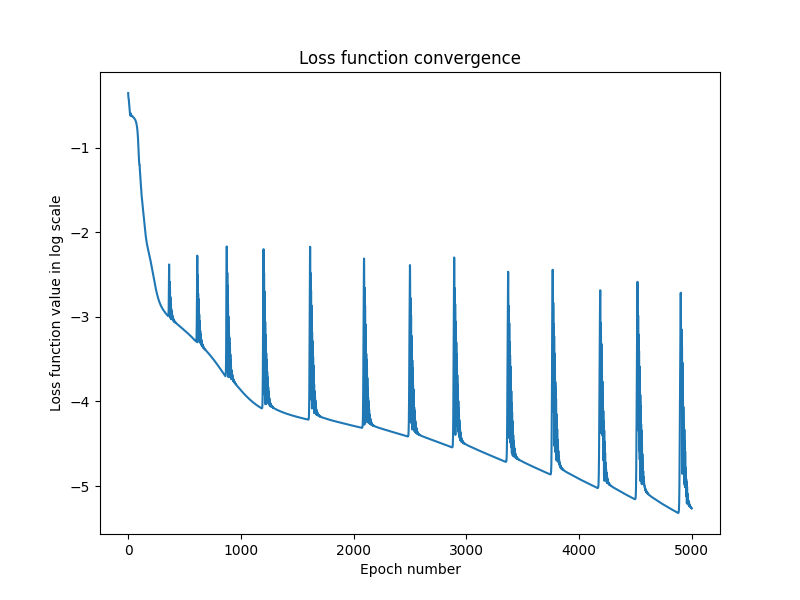 Loss function convergence
Loss function value in log scale
−1
−2
−3
−4
−5
0 1000 2000 3000 4000 5000
Epoch number